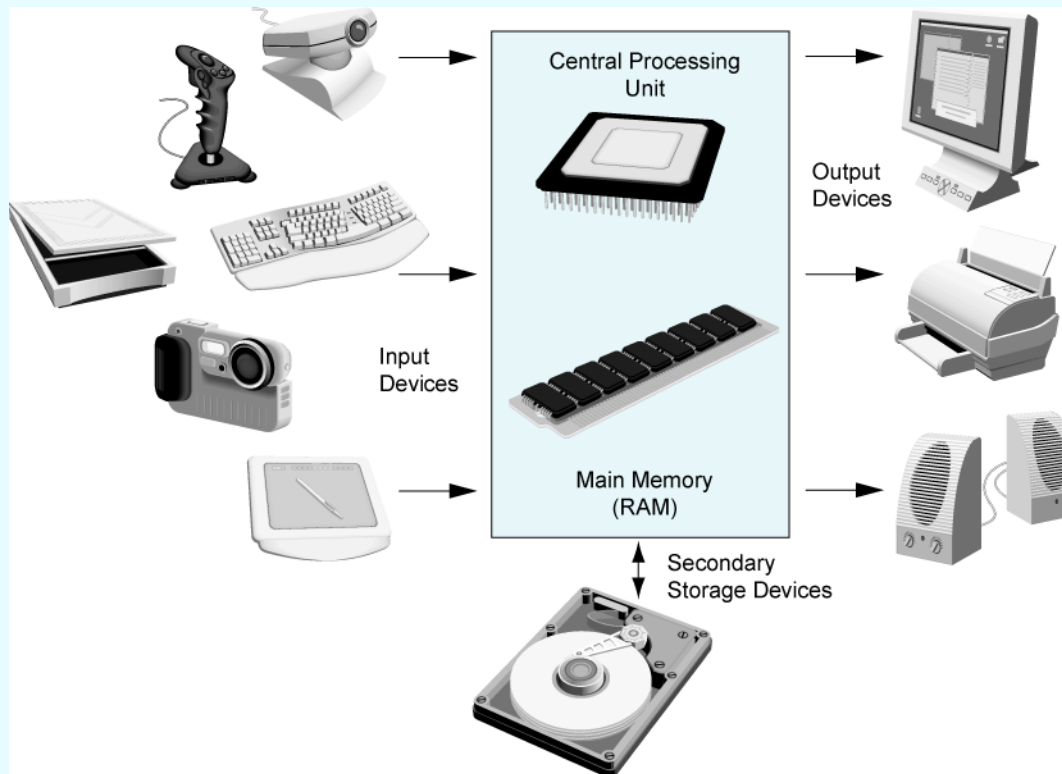 Central Processing
Unit
Output
Devices
Input
Devices
Main Memory
(RAM)
Secondary
Storage Devices